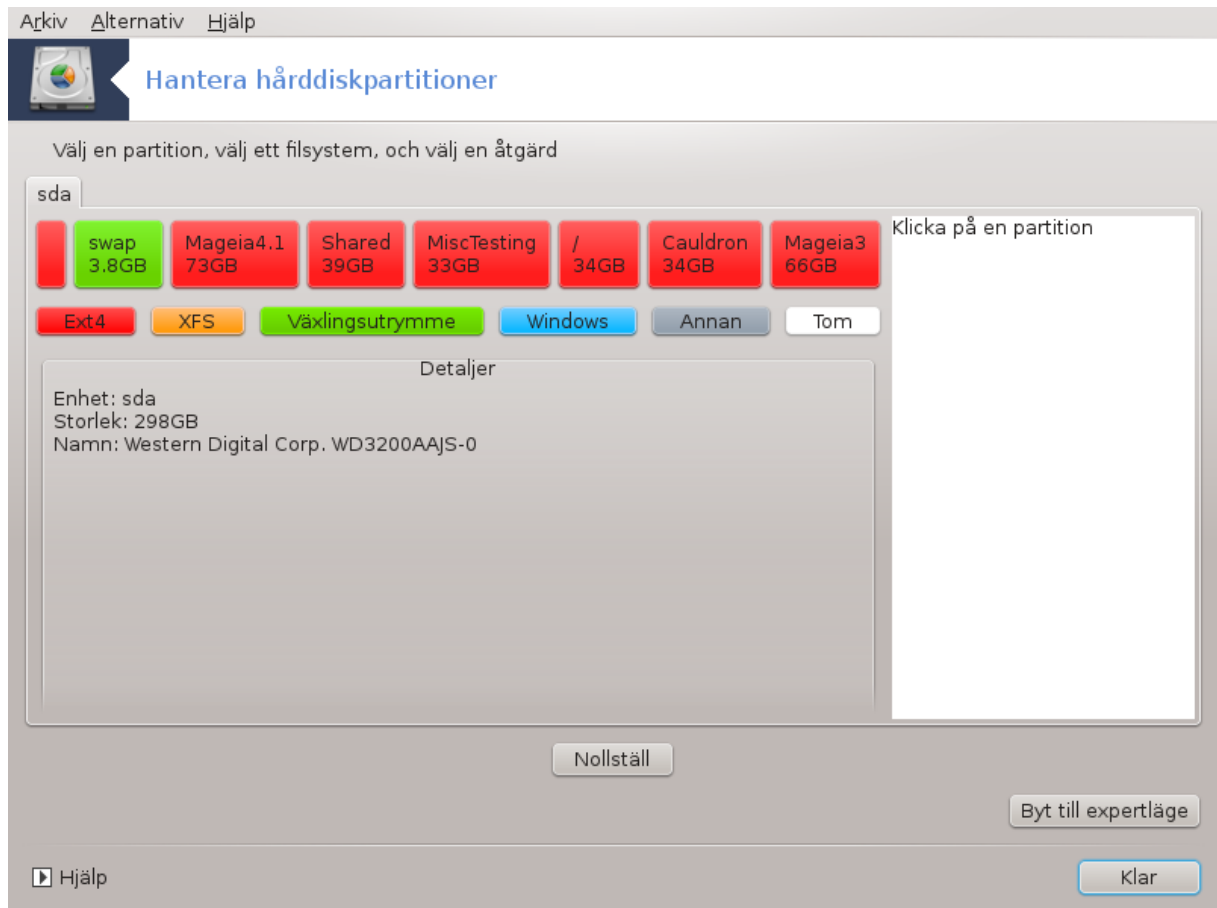 Arkiv Alternativ Hjälp
Hantera hårddiskpartitioner
Välj en partition, välj ett filsystem, och välj en åtgärd
sda
swap
3.8GB
Mageia4.1
73GB
Shared
39GB
MiscTesting
33GB
/
34GB
Cauldron
34GB
Mageia3
66GB
Klicka på en partition
Ext4 XFS Växlingsutrymme Windows Annan Tom
Detaljer
Enhet: sda
Storlek: 298GB
Namn: Western Digital Corp. WD3200AAJS-0
Nollställ
Byt till expertläge
Hjälp
Klar